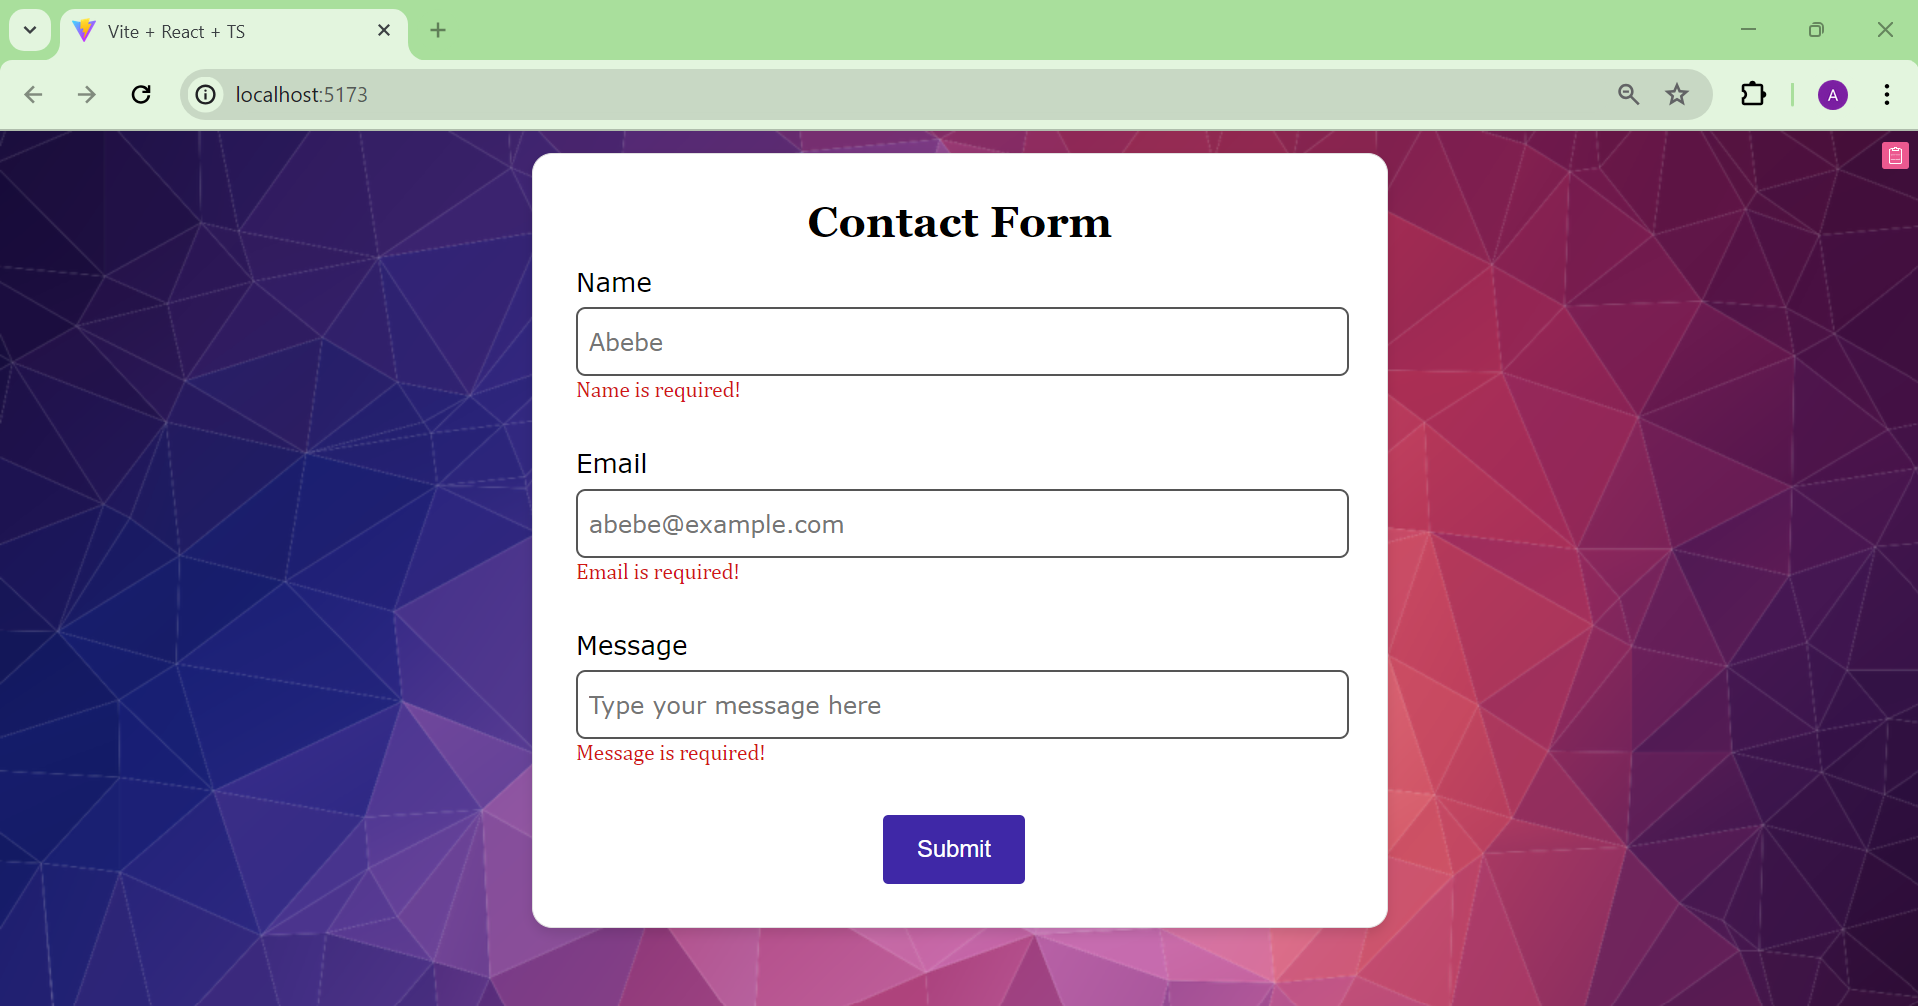 Vite + React + TS
localhost:5173
A
Contact Form
Name
Abebe
Name is required!
Email
abebe@example.com
Email is required!
Message
Type your message here
Message is required!
Submit